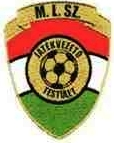 M. L. SZ.
JÁTÉKVEZETŐ
TESTÜLET